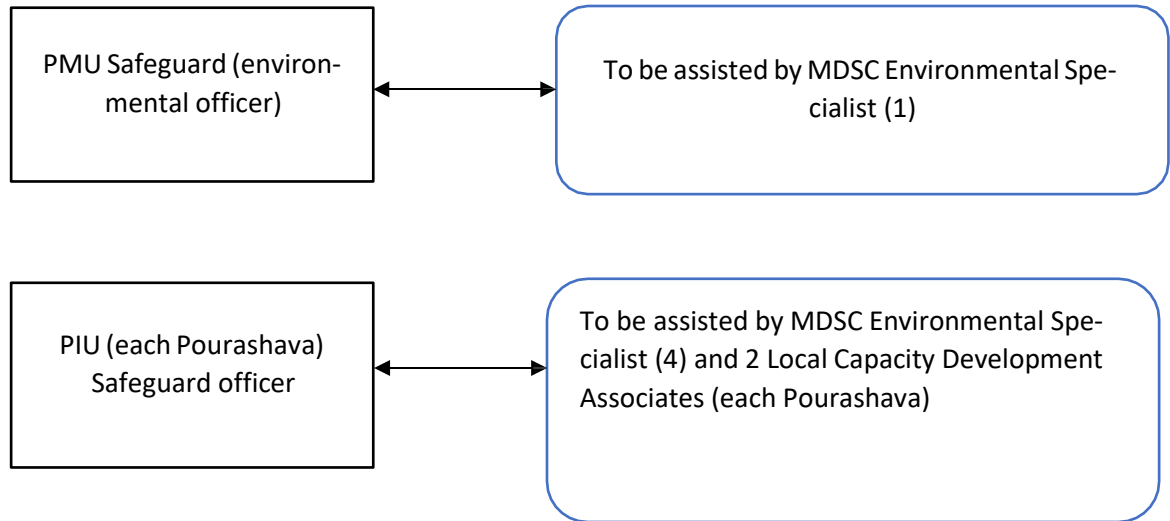 PMU Safeguard (environ-
mental officer)
To be assisted by MDSC Environmental Spe-
cialist (1)
PIU (each Pourashava)
Safeguard officer
To be assisted by MDSC Environmental Spe-
cialist (4) and 2 Local Capacity Development
Associates (each Pourashava)